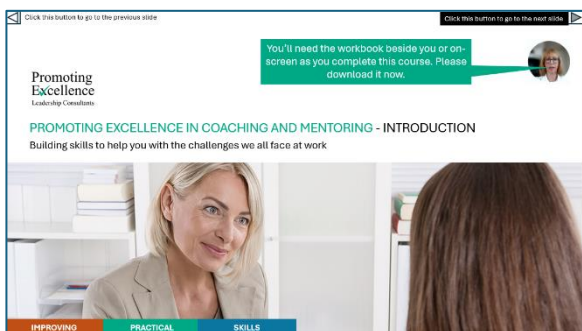 Click this button to go to the previous slide
Click this button to go to the next slide
You'll need the workbook beside you or on-
screen as you complete this course. Please
download it now.
Promoting
Excellence
Leadership Consultants
PROMOTING EXCELLENCE IN COACHING AND MENTORING - INTRODUCTION
Building skills to help you with the challenges we all face at work
IMPROVING
PRACTICAL
SKILLS